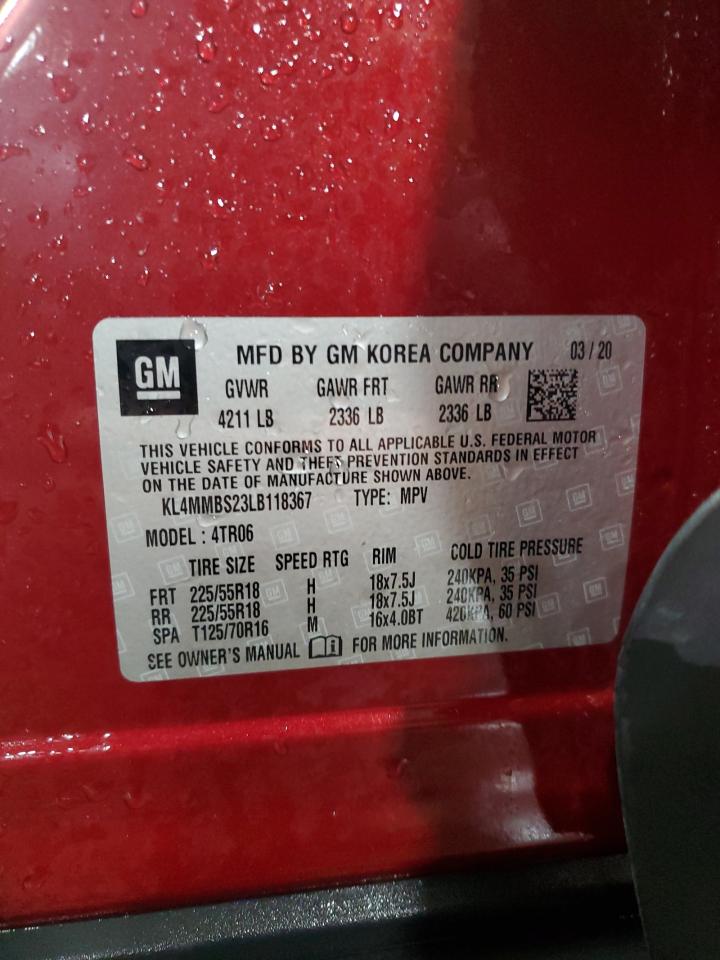 GM
MFD BY GM KOREA COMPANY 03 / 20
GVWR GAWR FRT GAWR RR
4211 LB 2336 LB 2336 LB
THIS VEHICLE CONFORMS TO ALL APPLICABLE U.S. FEDERAL MOTOR
VEHICLE SAFETY AND THEFT PREVENTION STANDARDS IN EFFECT
ON THE DATE OF MANUFACTURE SHOWN ABOVE.
KL4MMBS23LB118367 TYPE: MPV
MODEL : 4TR06
TIRE SIZE SPEED RTG RIM COLD TIRE PRESSURE
FRT 225/55R18 H 18x7.5J 240KPA, 35 PSI
RR 225/55R18 H 18x7.5J 240KPA, 35 PSI
SPA T125/70R16 M 16x4.0BT 420KPA, 60 PSI
SEE OWNER'S MANUAL FOR MORE INFORMATION.